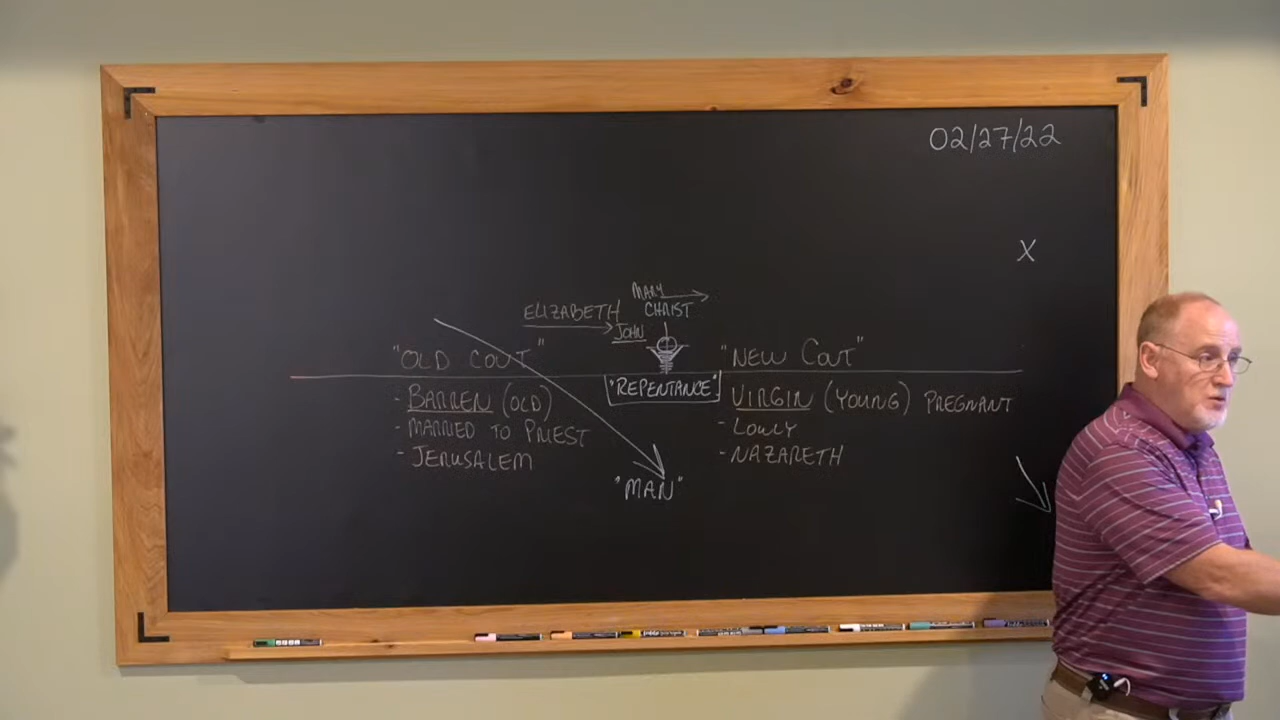 02/27/22
X
MARY
ELIZABETH CHRIST
JOHN
"OLD COVT" "NEW COVT"
"REPENTANCE"
- BARREN (OLD)
- MARRIED TO PRIEST
- JERUSALEM
VIRGIN (YOUNG) PREGNANT
- LOWLY
- NAZARETH
"MAN"